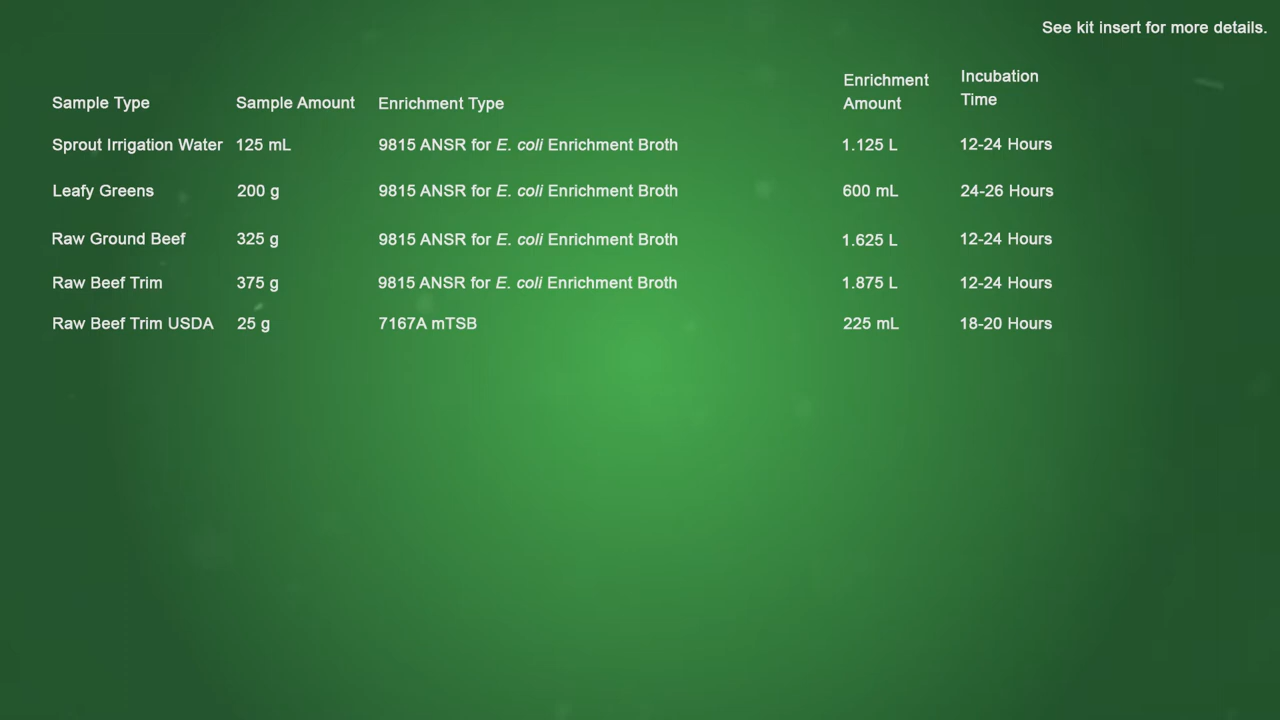 See kit insert for more details.
Sample Type Sample Amount Enrichment Type Enrichment Amount Incubation Time
Sprout Irrigation Water 125 mL 9815 ANSR for E. coli Enrichment Broth 1.125 L 12-24 Hours
Leafy Greens 200 g 9815 ANSR for E. coli Enrichment Broth 600 mL 24-26 Hours
Raw Ground Beef 325 g 9815 ANSR for E. coli Enrichment Broth 1.625 L 12-24 Hours
Raw Beef Trim 375 g 9815 ANSR for E. coli Enrichment Broth 1.875 L 12-24 Hours
Raw Beef Trim USDA 25 g 7167A mTSB 225 mL 18-20 Hours